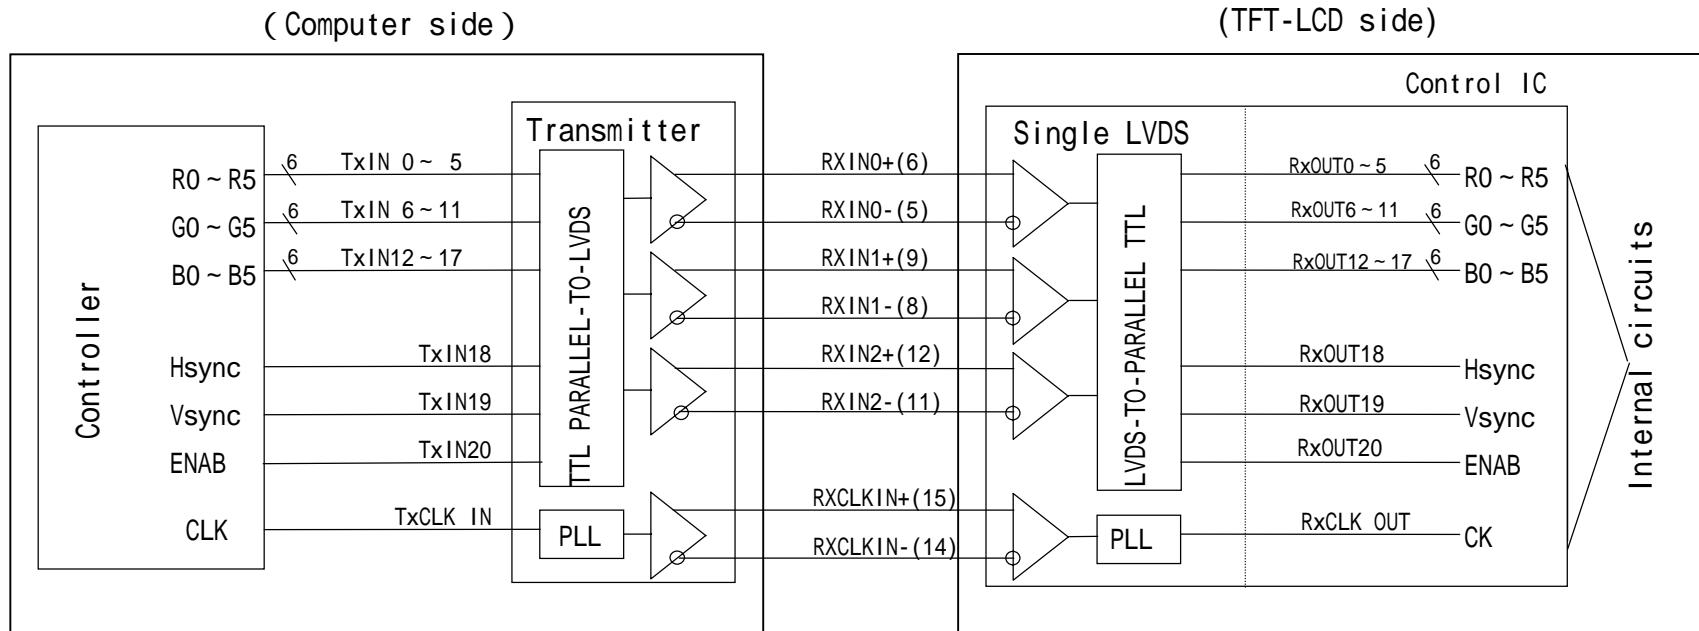 (Computer side)
(TFT-LCD side)
Control IC
Transmitter
Single LVDS
Controller
R0~R5
6
TxIN 0~ 5
G0~G5
6
TxIN 6~11
B0~B5
6
TxIN12~17
Hsync
TxIN18
Vsync
TxIN19
ENAB
TxIN20
CLK
TxCLK IN
TTL PARALLEL-TO-LVDS
PLL
RXIN0+(6)
RXIN0-(5)
RXIN1+(9)
RXIN1-(8)
RXIN2+(12)
RXIN2-(11)
RXCLKIN+(15)
RXCLKIN-(14)
LVDS-TO-PARALLEL TTL
PLL
RxOUT0~5
6
R0~R5
RxOUT6~11
6
G0~G5
RxOUT12~17
6
B0~B5
RxOUT18
Hsync
RxOUT19
Vsync
RxOUT20
ENAB
RxCLK OUT
CK
Internal circuits